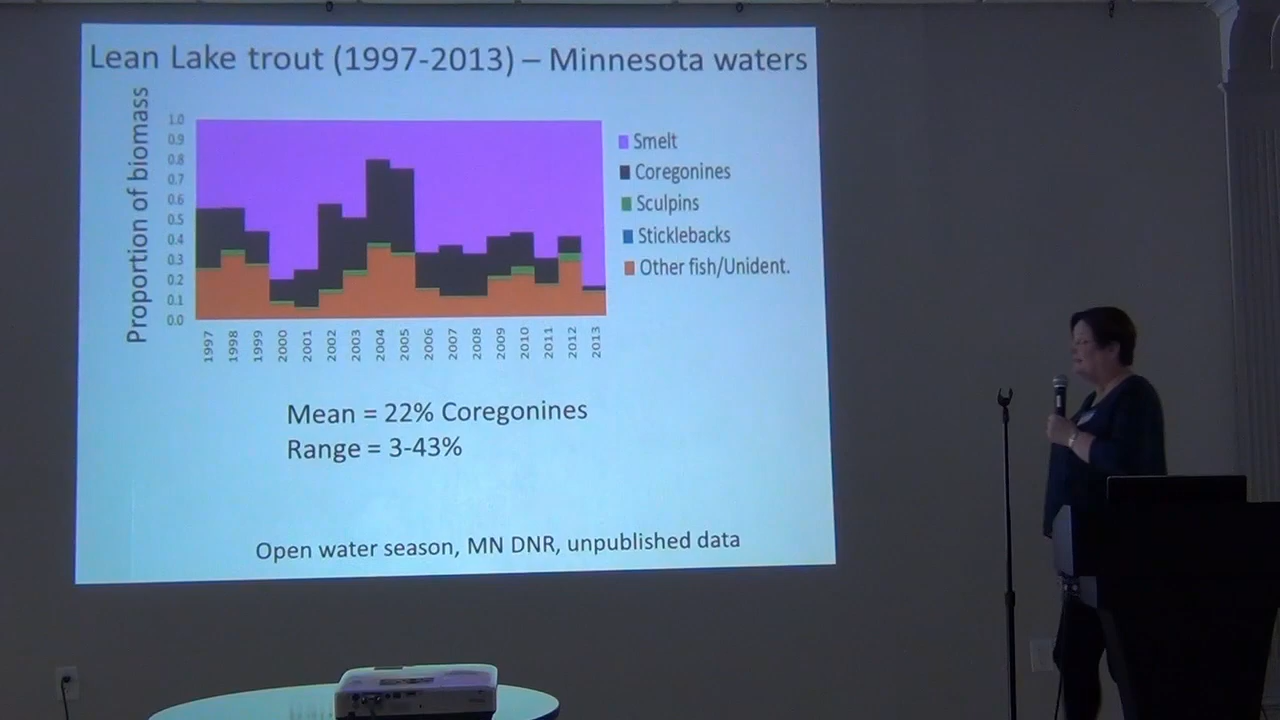 Lean Lake trout (1997-2013) – Minnesota waters
Proportion of biomass
1.0
0.9
0.8
0.7
0.6
0.5
0.4
0.3
0.2
0.1
0.0
1997 1998 1999 2000 2001 2002 2003 2004 2005 2006 2007 2008 2009 2010 2011 2012 2013
Smelt
Coregonines
Sculpins
Sticklebacks
Other fish/Unident.
Mean = 22% Coregonines
Range = 3-43%
Open water season, MN DNR, unpublished data